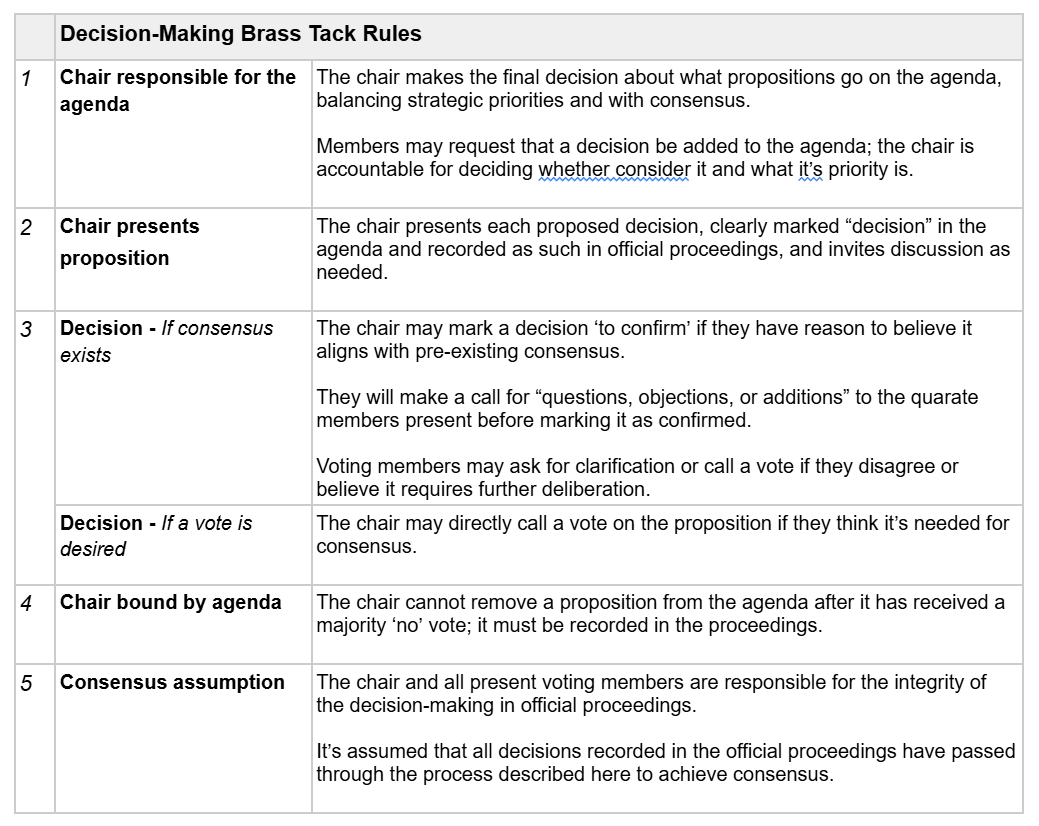 Decision-Making Brass Tack Rules
1
Chair responsible for the
agenda
The chair makes the final decision about what propositions go on the agenda,
balancing strategic priorities and with consensus.
Members may request that a decision be added to the agenda; the chair is
accountable for deciding whether consider it and what it’s priority is.
2
Chair presents
proposition
The chair presents each proposed decision, clearly marked “decision” in the
agenda and recorded as such in official proceedings, and invites discussion as
needed.
3
Decision - If consensus
exists
The chair may mark a decision ‘to confirm’ if they have reason to believe it
aligns with pre-existing consensus.
They will make a call for “questions, objections, or additions” to the quarate
members present before marking it as confirmed.
Voting members may ask for clarification or call a vote if they disagree or
believe it requires further deliberation.
Decision - If a vote is
desired
The chair may directly call a vote on the proposition if they think it’s needed for
consensus.
4
Chair bound by agenda
The chair cannot remove a proposition from the agenda after it has received a
majority ‘no’ vote; it must be recorded in the proceedings.
5
Consensus assumption
The chair and all present voting members are responsible for the integrity of
the decision-making in official proceedings.
It’s assumed that all decisions recorded in the official proceedings have passed
through the process described here to achieve consensus.